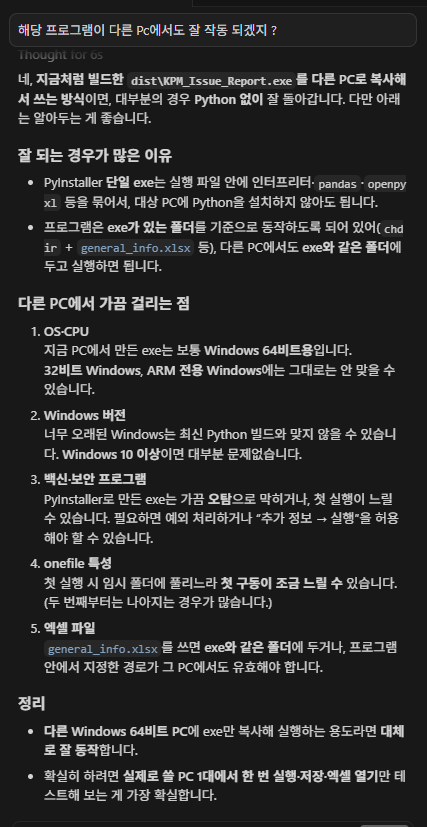 해당 프로그램이 다른 Pc에서도 잘 작동 되겠지 ?
Thought for 6s
네, 지금처럼 빌드한 dist\KPM_Issue_Report.exe 를 다른 PC로 복사해
서 쓰는 방식이면, 대부분의 경우 Python 없이 잘 돌아갑니다. 다만 아래
는 알아두는 게 좋습니다.
잘 되는 경우가 많은 이유
• PyInstaller 단일 exe는 실행 파일 안에 인터프리터· pandas · openpy
xl 등을 묶어서, 대상 PC에 Python을 설치하지 않아도 됩니다.
• 프로그램은 exe가 있는 폴더를 기준으로 동작하도록 되어 있어( chd
ir + general_info.xlsx 등), 다른 PC에서도 exe와 같은 폴더에
두고 실행하면 됩니다.
다른 PC에서 가끔 걸리는 점
1. OS·CPU
지금 PC에서 만든 exe는 보통 Windows 64비트용입니다.
32비트 Windows, ARM 전용 Windows에는 그대로는 안 맞을 수
있습니다.
2. Windows 버전
너무 오래된 Windows는 최신 Python 빌드와 맞지 않을 수 있습니
다. Windows 10 이상이면 대부분 문제없습니다.
3. 백신·보안 프로그램
PyInstaller로 만든 exe는 가끔 오탐으로 막히거나, 첫 실행이 느릴
수 있습니다. 필요하면 예외 처리하거나 “추가 정보 → 실행”을 허용
해야 할 수 있습니다.
4. onefile 특성
첫 실행 시 임시 폴더에 풀리느라 첫 구동이 조금 느릴 수 있습니다.
(두 번째부터는 나아지는 경우가 많습니다.)
5. 엑셀 파일
general_info.xlsx 를 쓰면 exe와 같은 폴더에 두거나, 프로그램
안에서 지정한 경로가 그 PC에서도 유효해야 합니다.
정리
• 다른 Windows 64비트 PC에 exe만 복사해 실행하는 용도라면 대체
로 잘 동작합니다.
• 확실히 하려면 실제로 쓸 PC 1대에서 한 번 실행·저장·엑셀 열기만 테
스트해 보는 게 가장 확실합니다.